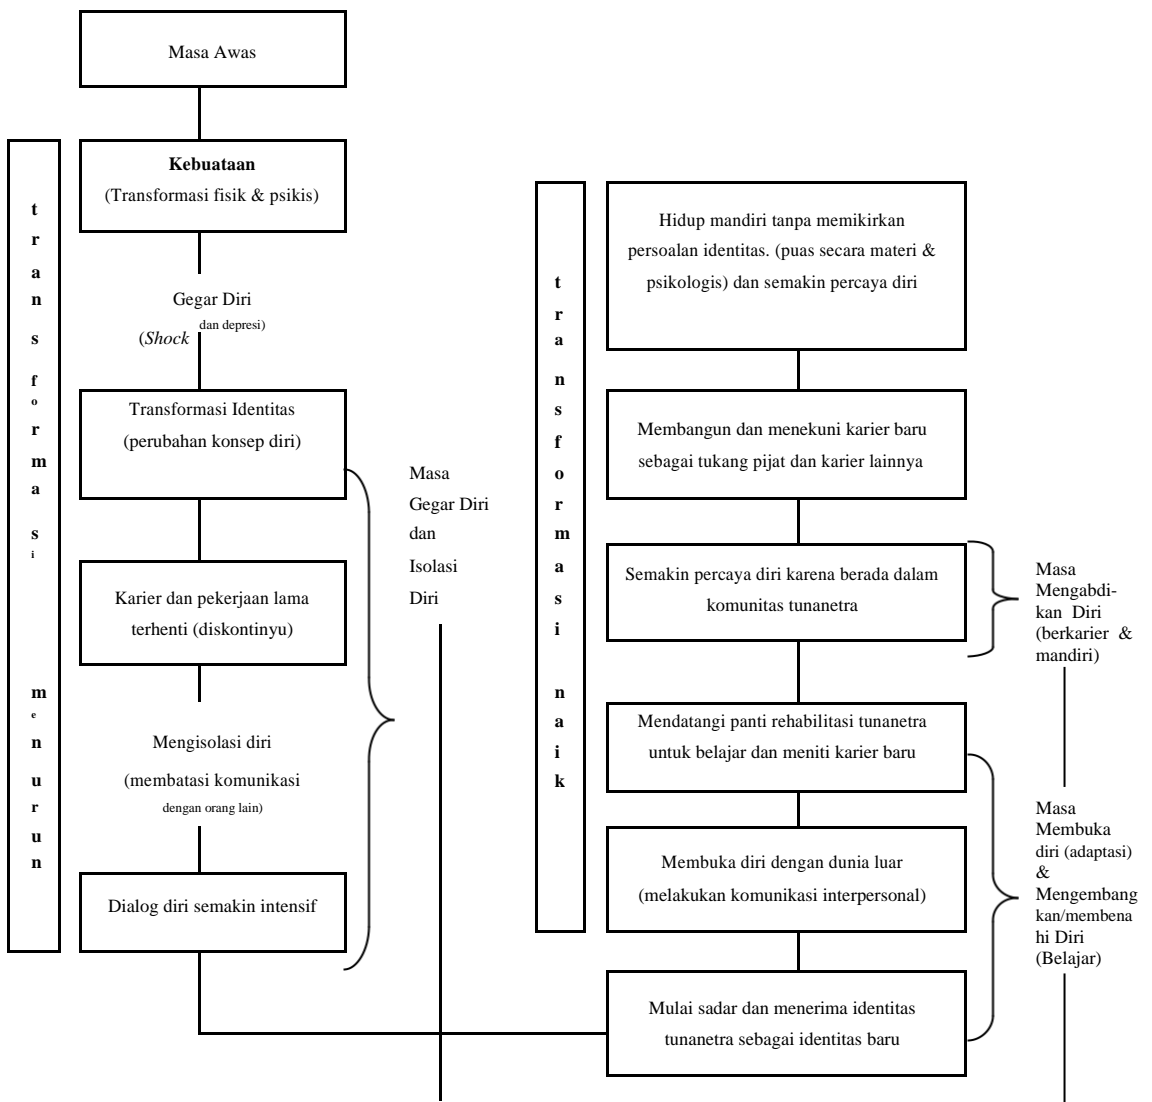 Masa Awas
Kebuataan
(Transformasi fisik & psikis)
Gegar Diri
(Shock dan depresi)
Transformasi Identitas
(perubahan konsep diri)
Karier dan pekerjaan lama
terhenti (diskontinyu)
Mengisolasi diri
(membatasi komunikasi
dengan orang lain)
Dialog diri semakin intensif
transformasi menurun
Masa
Gegar Diri
dan
Isolasi
Diri
transformasi naik
Hidup mandiri tanpa memikirkan
persoalan identitas. (puas secara materi &
psikologis) dan semakin percaya diri
Membangun dan menekuni karier baru
sebagai tukang pijat dan karier lainnya
Semakin percaya diri karena berada dalam
komunitas tunanetra
Mendatangi panti rehabilitasi tunanetra
untuk belajar dan meniti karier baru
Membuka diri dengan dunia luar
(melakukan komunikasi interpersonal)
Mulai sadar dan menerima identitas
tunanetra sebagai identitas baru
Masa
Mengabdi-
kan Diri
(berkarier &
mandiri)
Masa
Membuka
diri (adaptasi)
&
Mengembang
kan/membena
hi Diri
(Belajar)